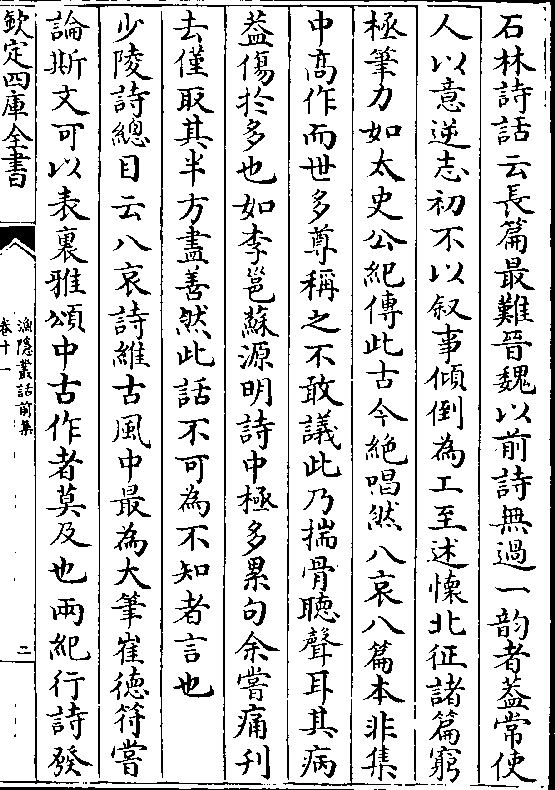 石林詩話云長篇最難晉魏以前詩無過一韵者葢常使
人以意逆志初不以叙事傾倒為工至述懐北征諸篇窮
極筆力如太史公紀傳此古今絶唱然八哀八篇本非集
中髙作而世多尊稱之不敢議此乃揣骨聽聲耳其病
葢傷於多也如李邕蘇源明詩中極多累句余嘗痛刋
去僅取其半方盡善然此話不可為不知者言也
少陵詩總目云八哀詩維古風中最為大筆崔徳符嘗
論斯文可以表裏雅頌中古作者莫及也兩紀行詩發
欽定四庫全書
漁隠叢話前集
卷十一
二